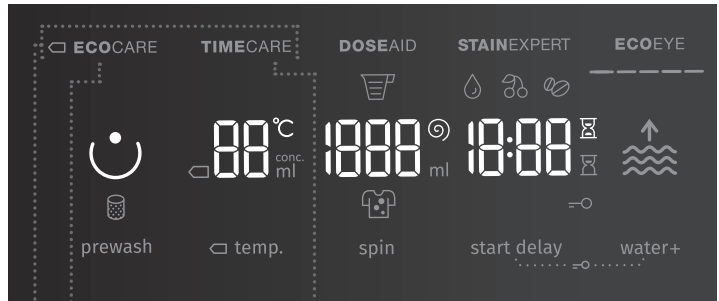 ECOCARE TIMECARE DOSEAID STAINEXPERT ECOEYE
88 °C 1888 18:88
conc.
ml ml
prewash temp. spin start delay water+